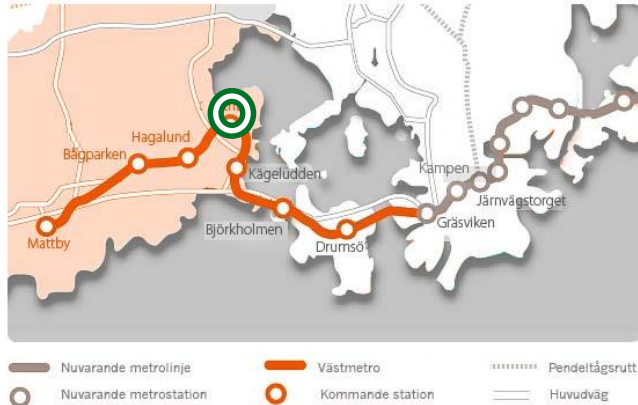 Hagalund
Bågparken
Kägeludden
Kampen
Järnvägstorget
Gräsviken
Björkholmen
Drumsö
Mattby
Nuvarande metrolinje
Västmetro
Pendeltågsrutt
Nuvarande metrostation
Kommande station
Huvudväg